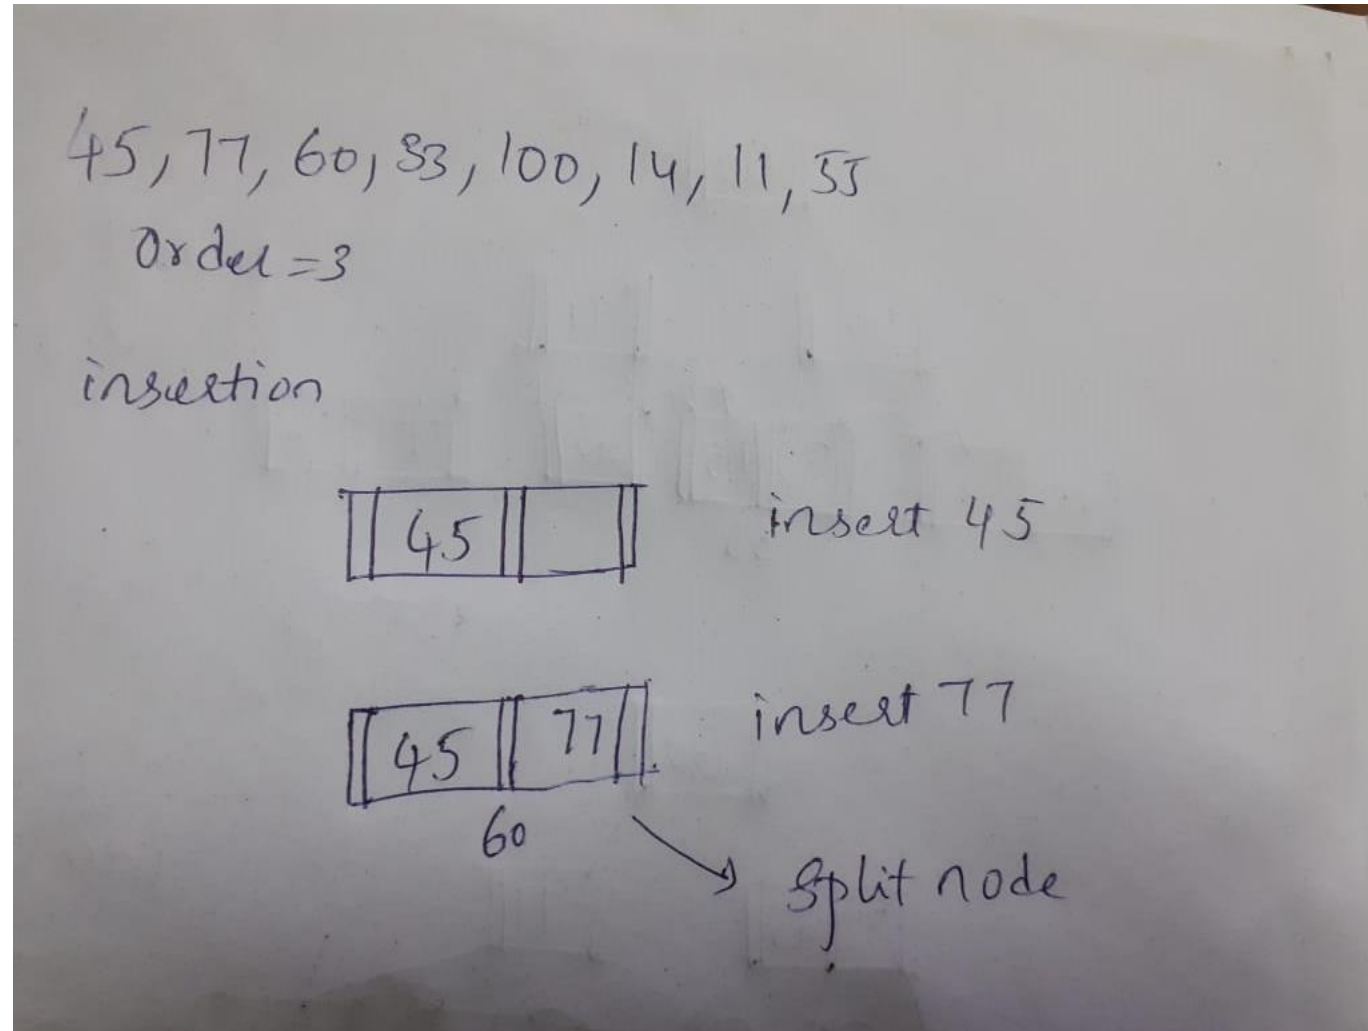 45, 77, 60, 33, 100, 14, 11, 55
Order = 3
insertion
45 insert 45
45 77 insert 77
60
split node